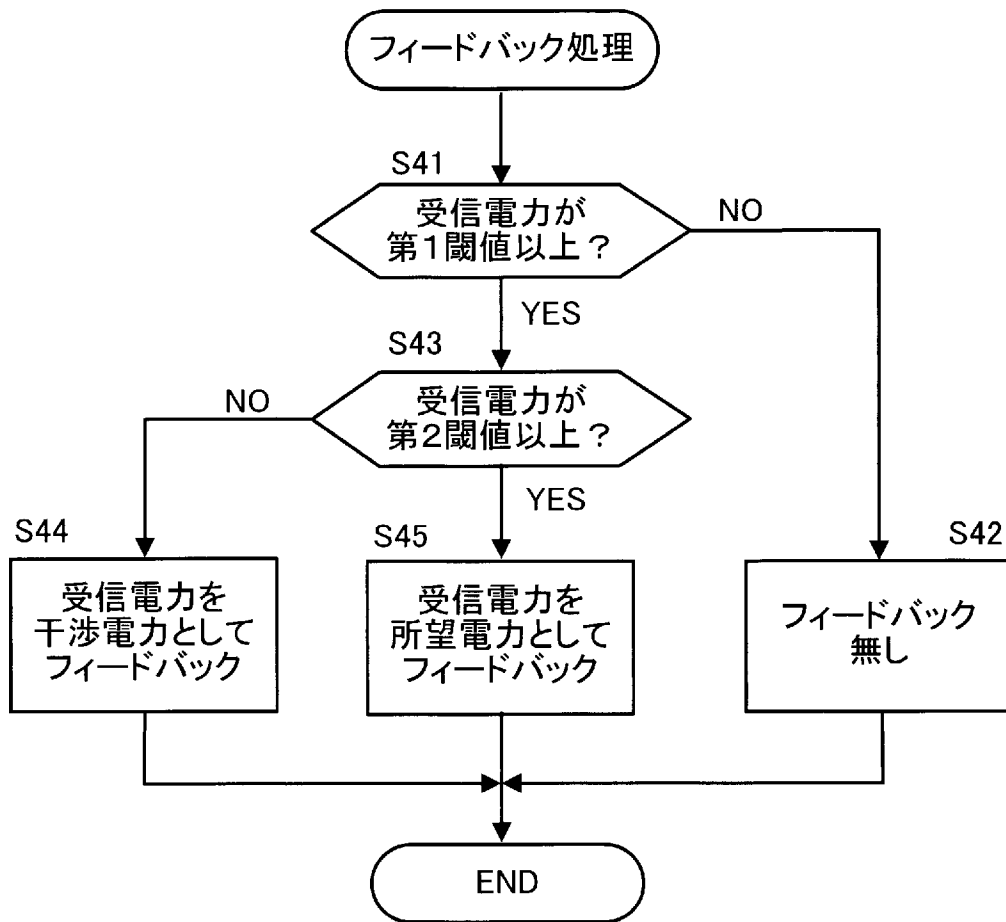 フィードバック処理
S41
受信電力が
第1閾値以上？
NO
YES
S43
受信電力が
第2閾値以上？
NO
YES
S44
受信電力を
干渉電力として
フィードバック
S45
受信電力を
所望電力として
フィードバック
S42
フィードバック
無し
END